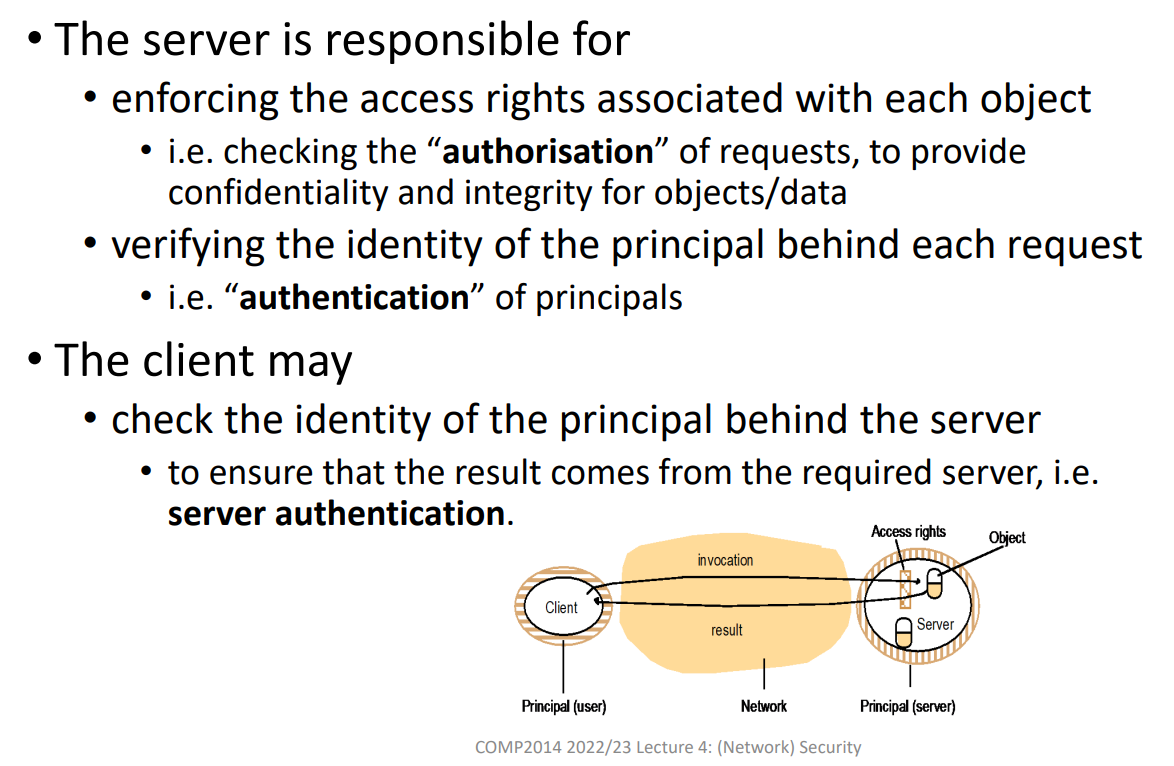 • The server is responsible for
• enforcing the access rights associated with each object
• i.e. checking the “authorisation” of requests, to provide
confidentiality and integrity for objects/data
• verifying the identity of the principal behind each request
• i.e. “authentication” of principals
• The client may
• check the identity of the principal behind the server
• to ensure that the result comes from the required server, i.e.
server authentication.
Access rights
Object
invocation
Client
result
Server
Principal (user)
Network
Principal (server)
COMP2014 2022/23 Lecture 4: (Network) Security